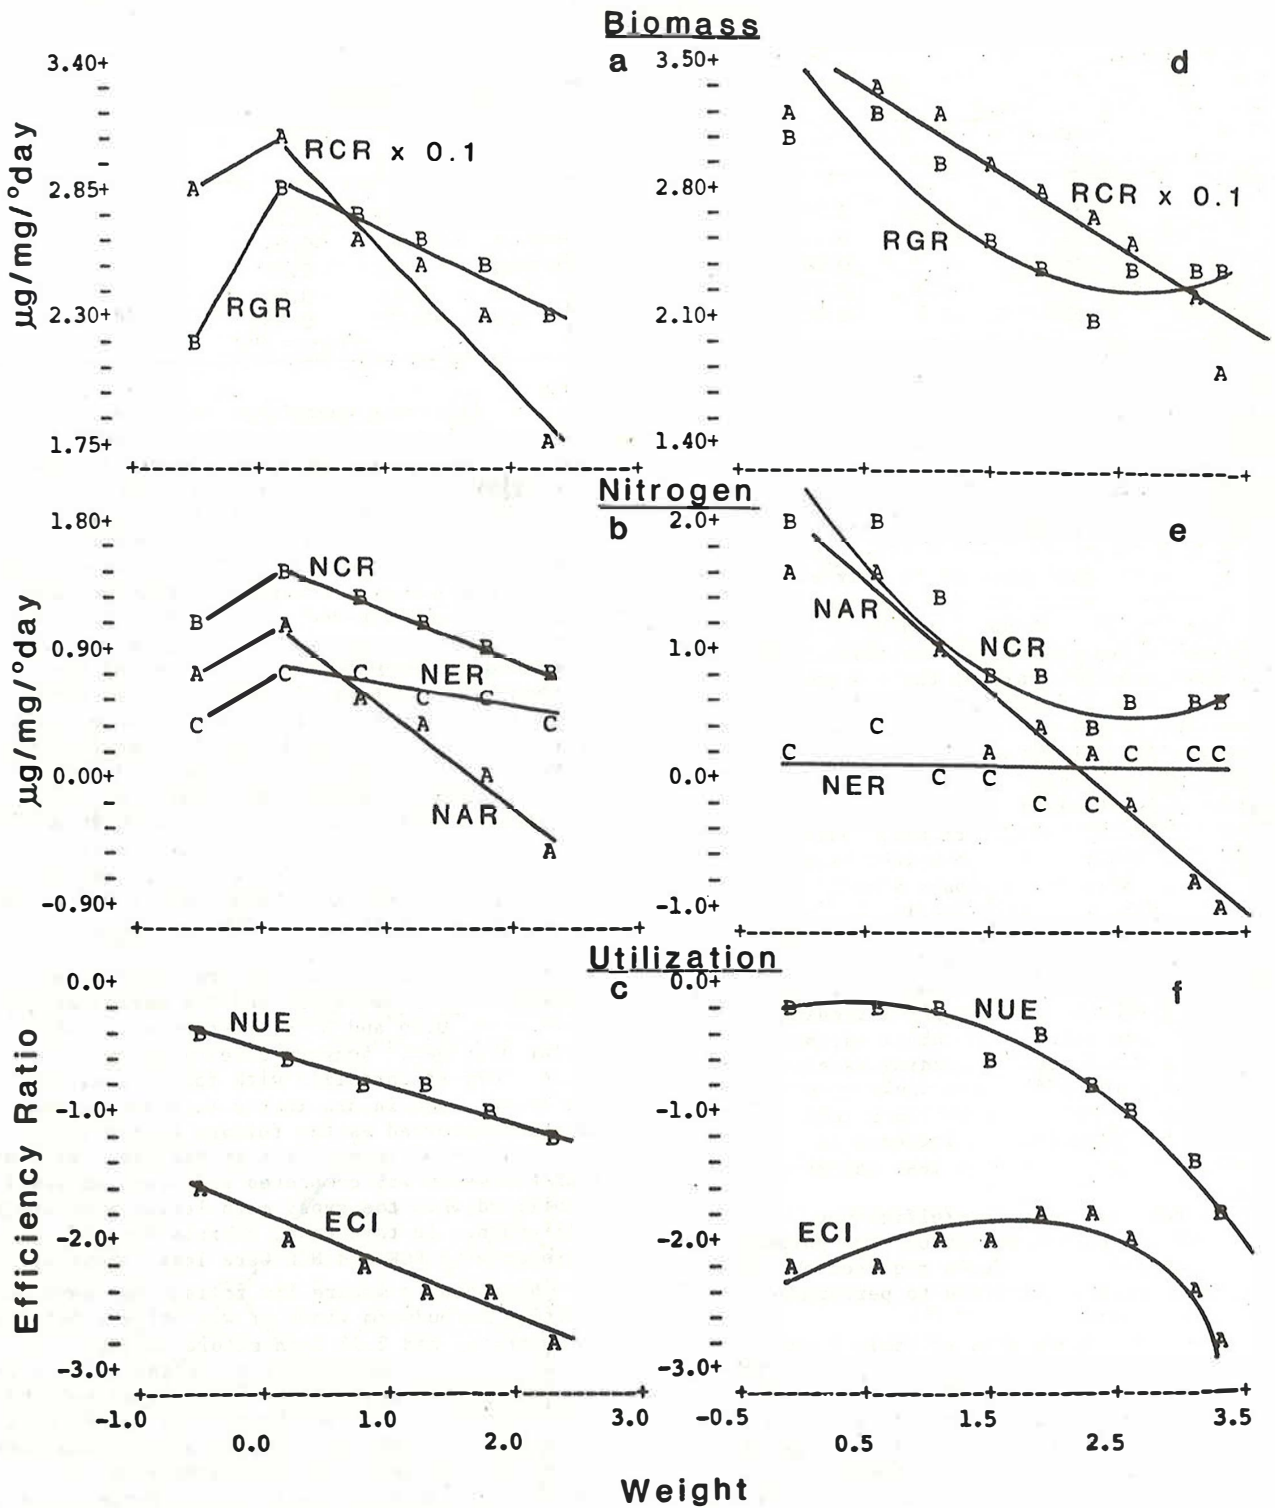 Biomass
a
3.40+
2.85+
2.30+
1.75+
µg/mg/°day
A
A
RCR x 0.1
B
B
A
B
A
B
A
B
B
A
RGR
B
d
3.50+
2.80+
2.10+
1.40+
A
B
A
B
A
B
A
A
RCR x 0.1
A
A
RGR
B
B
B
B
B
B
A
A
Nitrogen
b
1.80+
0.90+
0.00+
-0.90+
µg/mg/°day
NCR
B
B
B
B
B
B
A
A
NER
C
C
C
A
C
C
C
A
A
NAR
A
e
2.0+
1.0+
0.0+
-1.0+
B
B
A
A
NAR
B
A
NCR
B
B
B
B
B
B
C
A
A
A
C
C
C
C
NER
C
C
C
C
A
A
A
Utilization
c
0.0+
-1.0+
-2.0+
-3.0+
Efficiency Ratio
NUE
B
B
B
B
B
B
A
ECI
A
A
A
A
A
f
0.0+
-1.0+
-2.0+
-3.0+
B
B
B
NUE
B
B
B
B
B
B
ECI
A
A
A
A
A
A
A
A
A
-1.0 1.0 3.0
0.0 2.0
-0.5 1.5 3.5
0.5 2.5
Weight